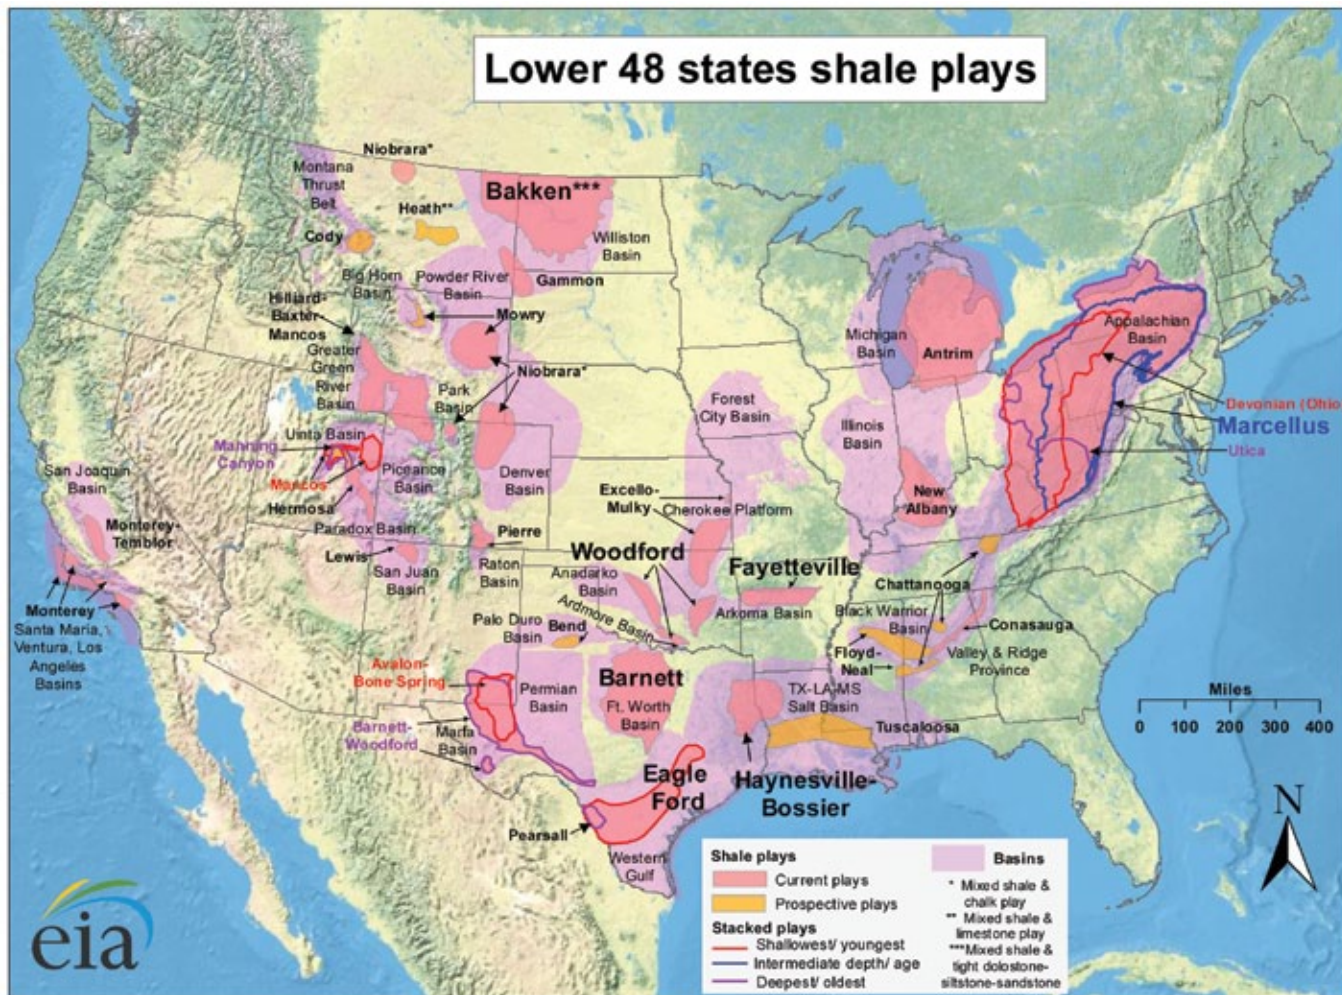 Lower 48 states shale plays
Niobrara*
Montana
Thrust
Belt
Bakken***
Heath**
Cody
Williston
Basin
Big Horn
Basin
Powder River
Basin
Gammon
Hilliard-
Baxter-
Mancos
Mowry
Greater
Green
River
Basin
Niobrara*
Park
Basin
Michigan
Basin
Antrim
Appalachian
Basin
Devonian (Ohio
Marcellus
Utica
Forest
City Basin
Illinois
Basin
Uinta Basin
Manning
Canyon
Mancos
Piceance
Basin
Denver
Basin
Hermosa
Paradox Basin
San Joaquin
Basin
Monterey-
Temblor
Excello-
Mulky
Cherokee Platform
New
Albany
Pierre
Lewis
San Juan
Basin
Raton
Basin
Woodford
Anadarko
Basin
Fayetteville
Arkoma Basin
Chattanooga
Monterey
Santa Maria,
Ventura, Los
Angeles
Basins
Palo Duro
Basin
Bend
Ardmore Basin
Black Warrior
Basin
Conasauga
Floyd-
Neal
Valley & Ridge
Province
Avalon-
Bone Spring
Permian
Basin
Barnett
Ft. Worth
Basin
TX-LA-MS
Salt Basin
Tuscaloosa
Barnett-
Woodford
Marfa
Basin
Eagle
Ford
Haynesville-
Bossier
Pearsall
Western
Gulf
Miles
0 100 200 300 400
N
Shale plays
Current plays
Prospective plays
Stacked plays
Shallowest/ youngest
Intermediate depth/ age
Deepest/ oldest
Basins
* Mixed shale &
chalk play
** Mixed shale &
limestone play
***Mixed shale &
tight dolostone-
siltstone-sandstone
eia